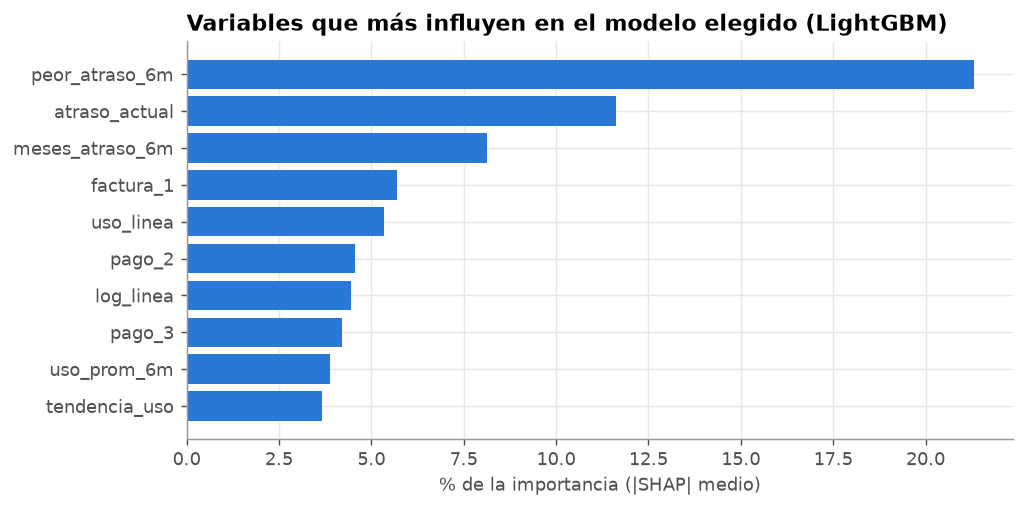 Variables que más influyen en el modelo elegido (LightGBM)
peor_atraso_6m
atraso_actual
meses_atraso_6m
factura_1
uso_linea
pago_2
log_linea
pago_3
uso_prom_6m
tendencia_uso
0.0 2.5 5.0 7.5 10.0 12.5 15.0 17.5 20.0
% de la importancia (|SHAP| medio)